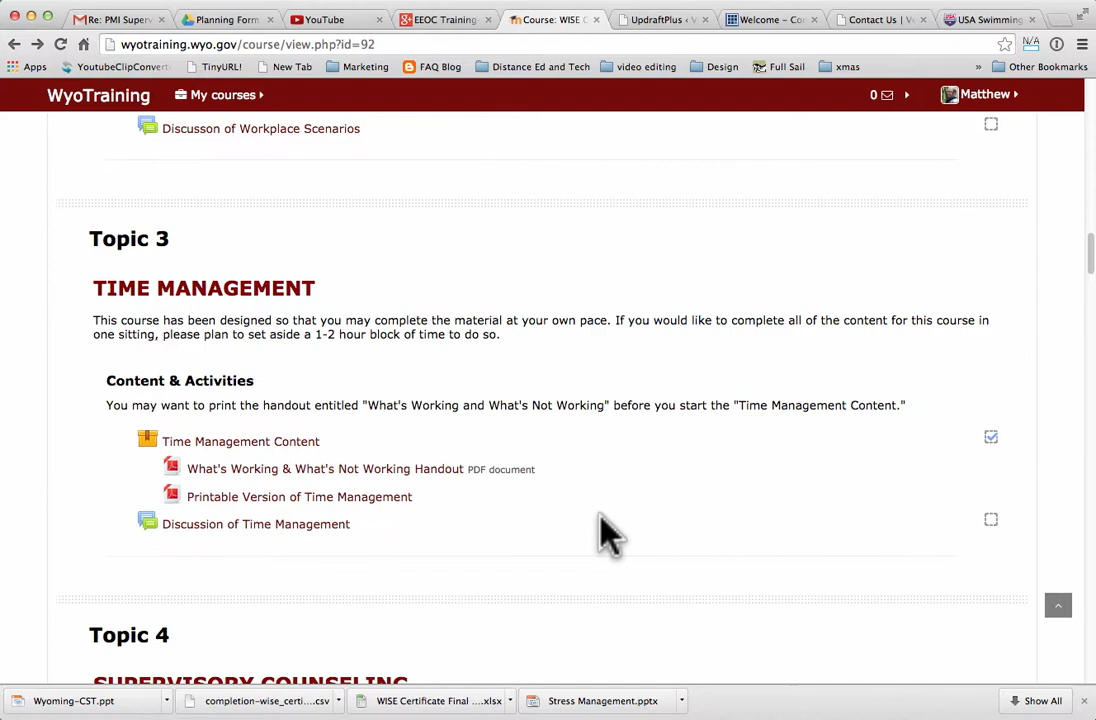 Re: PMI Superv
Planning Form
YouTube
EEOC Training
Course: WISE C
UpdraftPlus ‹ V
Welcome – Co
Contact Us | V
USA Swimming
wyotraining.wyo.gov/course/view.php?id=92
N/A
Apps YoutubeClipConvert TinyURL! New Tab Marketing FAQ Blog Distance Ed and Tech video editing Design Full Sail xmas » Other Bookmarks
WyoTraining My courses 0 Matthew
Discusson of Workplace Scenarios
Topic 3
TIME MANAGEMENT
This course has been designed so that you may complete the material at your own pace. If you would like to complete all of the content for this course in
one sitting, please plan to set aside a 1-2 hour block of time to do so.
Content & Activities
You may want to print the handout entitled "What's Working and What's Not Working" before you start the "Time Management Content."
Time Management Content
What's Working & What's Not Working Handout PDF document
Printable Version of Time Management
Discussion of Time Management
Topic 4
SUPERVISORY COUNSELING
Wyoming-CST.ppt completion-wise_certi....csv WISE Certificate Final ....xlsx Stress Management.pptx Show All